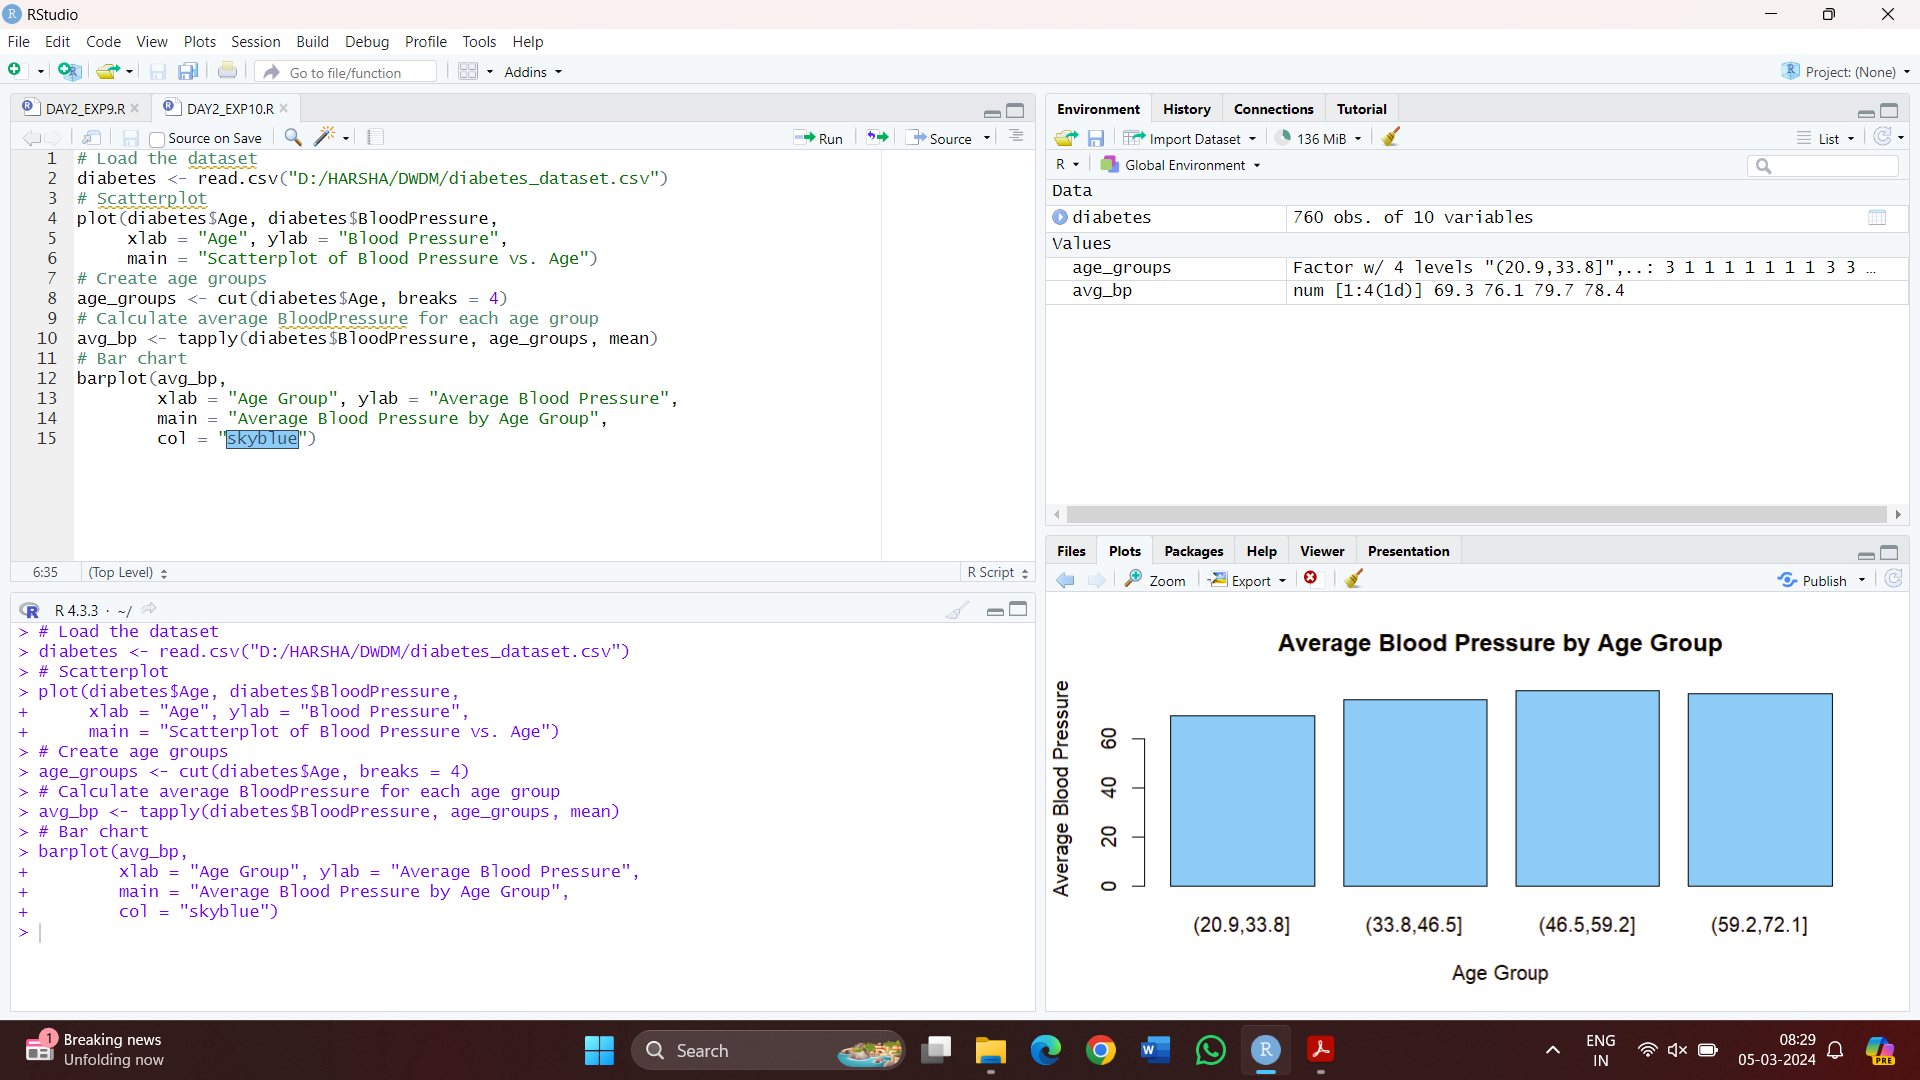 RStudio
File Edit Code View Plots Session Build Debug Profile Tools Help
Go to file/function Addins Project: (None)
DAY2_EXP9.R DAY2_EXP10.R
Source on Save Run Source
1 # Load the dataset
2 diabetes <- read.csv("D:/HARSHA/DWDM/diabetes_dataset.csv")
3 # Scatterplot
4 plot(diabetes$Age, diabetes$BloodPressure,
5 xlab = "Age", ylab = "Blood Pressure",
6 main = "Scatterplot of Blood Pressure vs. Age")
7 # Create age groups
8 age_groups <- cut(diabetes$Age, breaks = 4)
9 # Calculate average BloodPressure for each age group
10 avg_bp <- tapply(diabetes$BloodPressure, age_groups, mean)
11 # Bar chart
12 barplot(avg_bp,
13 xlab = "Age Group", ylab = "Average Blood Pressure",
14 main = "Average Blood Pressure by Age Group",
15 col = "skyblue")
6:35 (Top Level) R Script
R 4.3.3 · ~/
> # Load the dataset
> diabetes <- read.csv("D:/HARSHA/DWDM/diabetes_dataset.csv")
> # Scatterplot
> plot(diabetes$Age, diabetes$BloodPressure,
+ xlab = "Age", ylab = "Blood Pressure",
+ main = "Scatterplot of Blood Pressure vs. Age")
> # Create age groups
> age_groups <- cut(diabetes$Age, breaks = 4)
> # Calculate average BloodPressure for each age group
> avg_bp <- tapply(diabetes$BloodPressure, age_groups, mean)
> # Bar chart
> barplot(avg_bp,
+ xlab = "Age Group", ylab = "Average Blood Pressure",
+ main = "Average Blood Pressure by Age Group",
+ col = "skyblue")
>
Environment History Connections Tutorial
Import Dataset 136 MiB List
R Global Environment
Data
diabetes 760 obs. of 10 variables
Values
age_groups Factor w/ 4 levels "(20.9,33.8]",..: 3 1 1 1 1 1 1 1 3 3 …
avg_bp num [1:4(1d)] 69.3 76.1 79.7 78.4
Files Plots Packages Help Viewer Presentation
Zoom Export Publish
Average Blood Pressure by Age Group
Average Blood Pressure
60
40
20
0
(20.9,33.8] (33.8,46.5] (46.5,59.2] (59.2,72.1]
Age Group
1
Breaking news
Unfolding now
Search
ENG
IN
08:29
05-03-2024
PRE